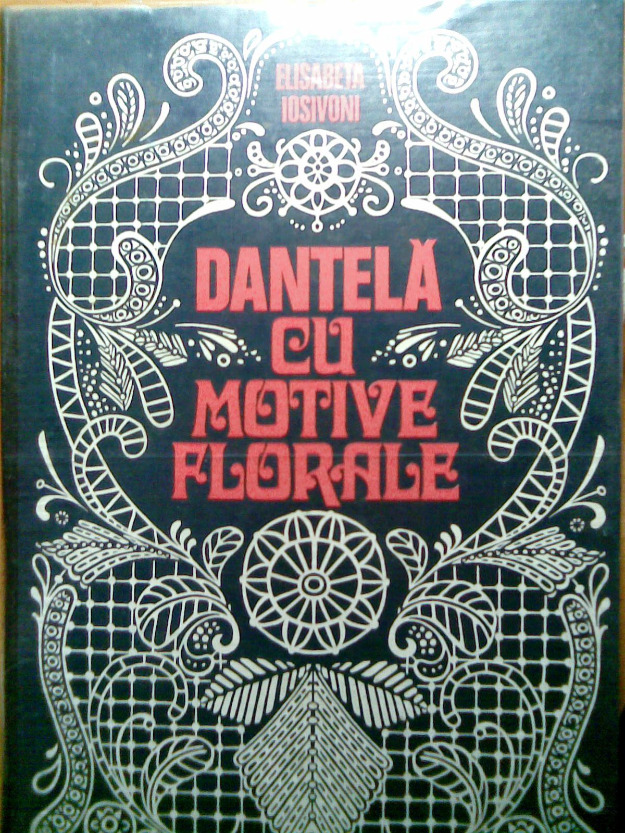 ELISABETA
IOSIVONI
DANTELĂ
CU
MOTIVE
FLORALE